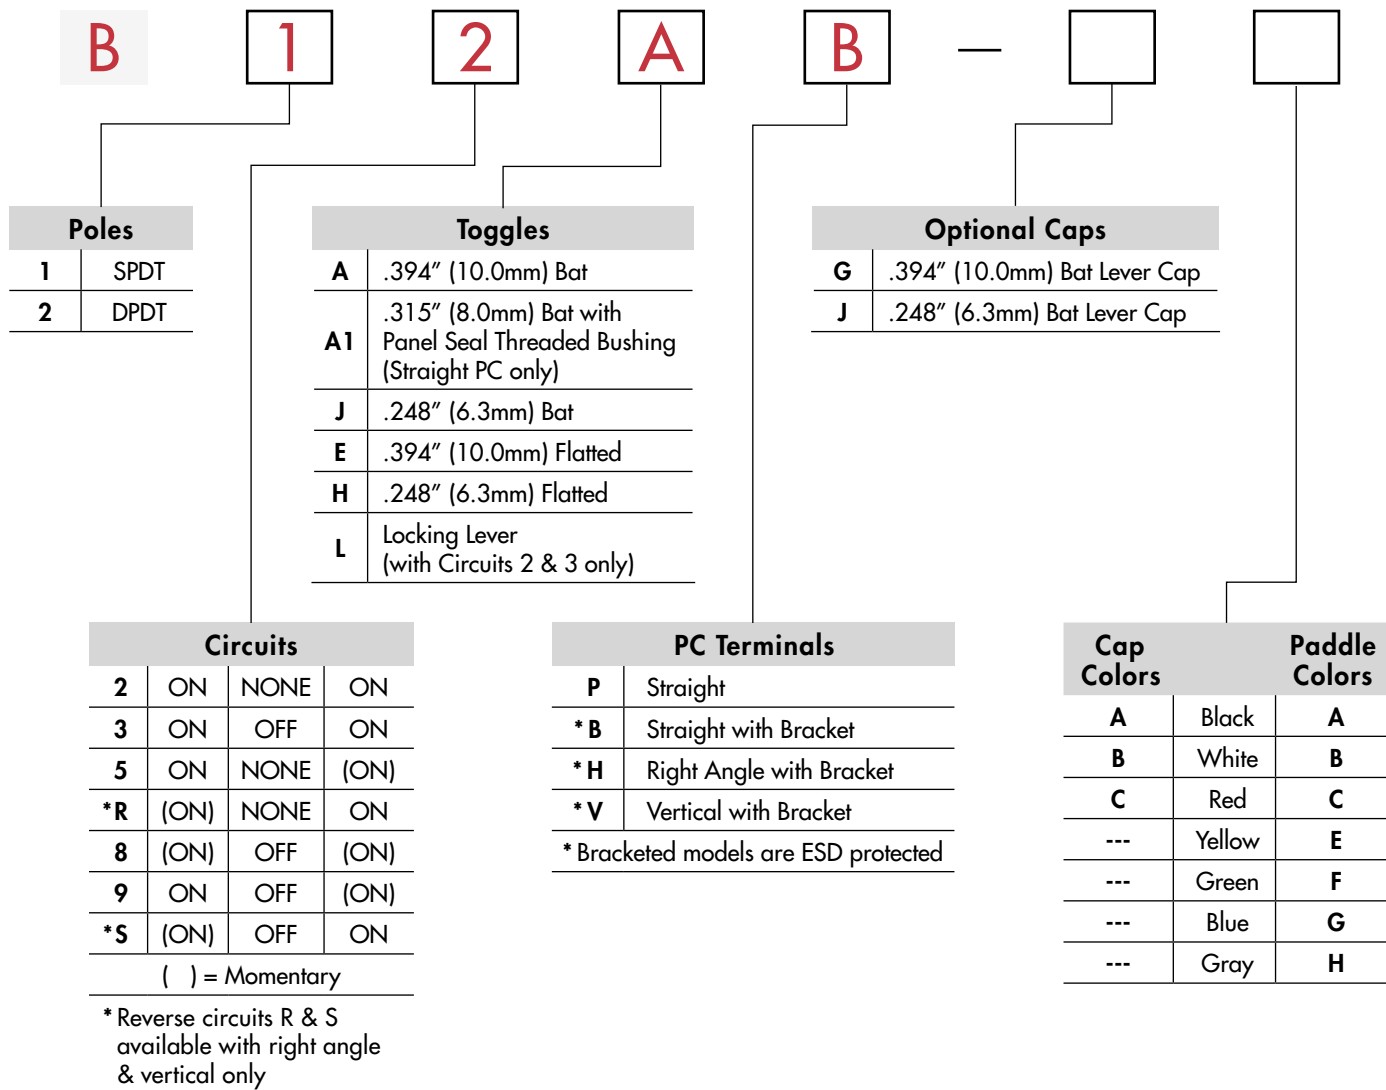 B 1 2 A B —
Poles
1 SPDT
2 DPDT
Toggles
A .394" (10.0mm) Bat
A1 .315" (8.0mm) Bat with
Panel Seal Threaded Bushing
(Straight PC only)
J .248" (6.3mm) Bat
E .394" (10.0mm) Flatted
H .248" (6.3mm) Flatted
L Locking Lever
(with Circuits 2 & 3 only)
Optional Caps
G .394" (10.0mm) Bat Lever Cap
J .248" (6.3mm) Bat Lever Cap
Circuits
2 ON NONE ON
3 ON OFF ON
5 ON NONE (ON)
*R (ON) NONE ON
8 (ON) OFF (ON)
9 ON OFF (ON)
*S (ON) OFF ON
( ) = Momentary
* Reverse circuits R & S
available with right angle
& vertical only
PC Terminals
P Straight
* B Straight with Bracket
* H Right Angle with Bracket
* V Vertical with Bracket
* Bracketed models are ESD protected
Cap Paddle
Colors Colors
A Black A
B White B
C Red C
--- Yellow E
--- Green F
--- Blue G
--- Gray H